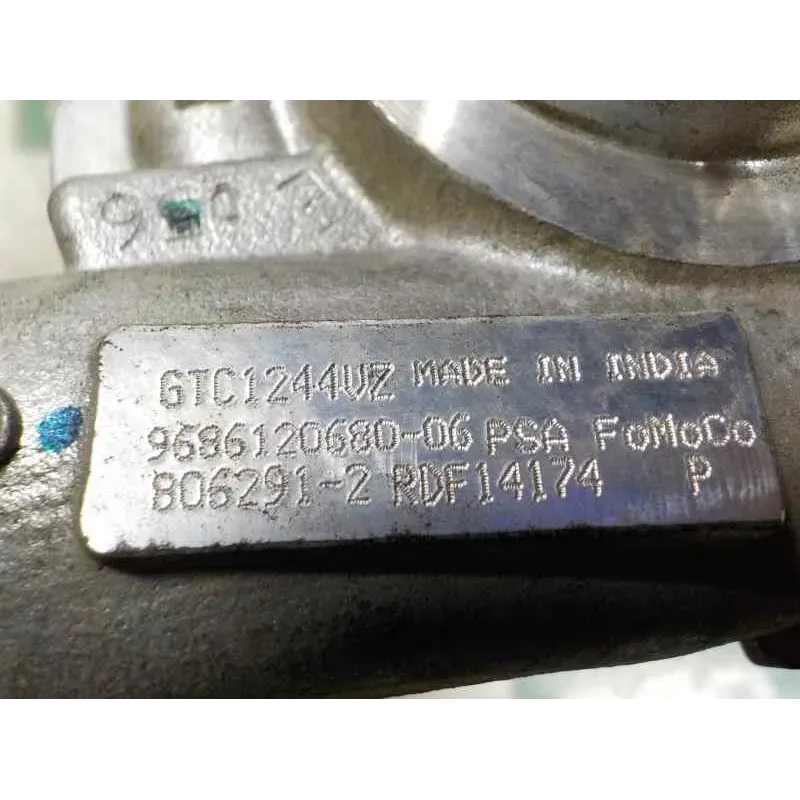 GTC1244VZ MADE IN INDIA
9686120680-06 PSA FoMoCo
806291-2 RDF14174 P